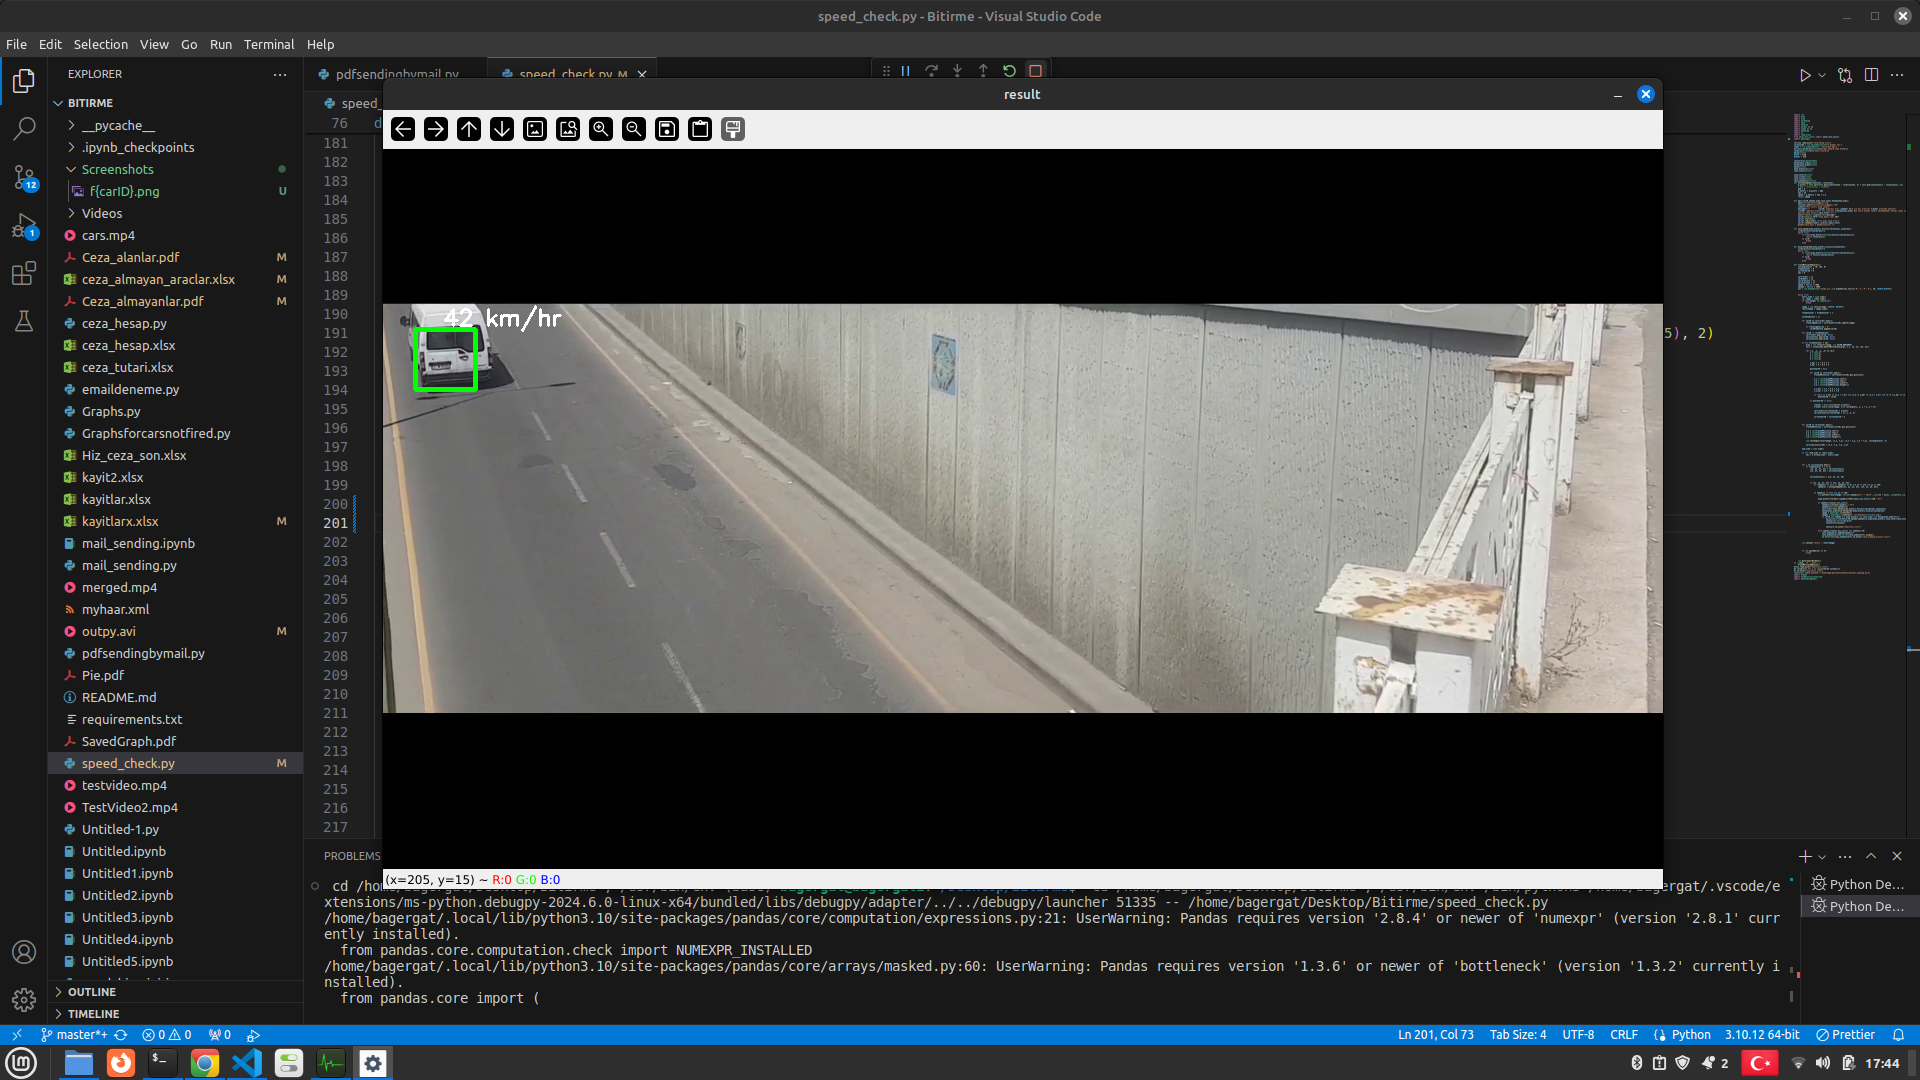 speed_check.py - Bitirme - Visual Studio Code
File Edit Selection View Go Run Terminal Help
EXPLORER
pdfsendingbymail.py
speed_check.py M
BITIRME
__pycache__
.ipynb_checkpoints
Screenshots
f{carID}.png U
Videos
cars.mp4
Ceza_alanlar.pdf M
ceza_almayan_araclar.xlsx M
Ceza_almayanlar.pdf M
ceza_hesap.py
ceza_hesap.xlsx
ceza_tutari.xlsx
emaildeneme.py
Graphs.py
Graphsforcarsnotfired.py
Hiz_ceza_son.xlsx
kayit2.xlsx
kayitlar.xlsx
kayitlarx.xlsx M
mail_sending.ipynb
mail_sending.py
merged.mp4
myhaar.xml
outpy.avi M
pdfsendingbymail.py
Pie.pdf
README.md
requirements.txt
SavedGraph.pdf
speed_check.py M
testvideo.mp4
TestVideo2.mp4
Untitled-1.py
Untitled.ipynb
Untitled1.ipynb
Untitled2.ipynb
Untitled3.ipynb
Untitled4.ipynb
Untitled5.ipynb
OUTLINE
TIMELINE
12
1
speed_
76 d
181
182
183
184
185
186
187
188
189
190
191
192
193
194
195
196
197
198
199
200
201
202
203
204
205
206
207
208
209
210
211
212
213
214
215
216
217
5), 2)
result
42 km/hr
(x=205, y=15) ~ R:0 G:0 B:0
PROBLEMS
cd /ho
ergat/.vscode/e
xtensions/ms-python.debugpy-2024.6.0-linux-x64/bundled/libs/debugpy/adapter/../../debugpy/launcher 51335 -- /home/bagergat/Desktop/Bitirme/speed_check.py
/home/bagergat/.local/lib/python3.10/site-packages/pandas/core/computation/expressions.py:21: UserWarning: Pandas requires version '2.8.4' or newer of 'numexpr' (version '2.8.1' curr
ently installed).
from pandas.core.computation.check import NUMEXPR_INSTALLED
/home/bagergat/.local/lib/python3.10/site-packages/pandas/core/arrays/masked.py:60: UserWarning: Pandas requires version '1.3.6' or newer of 'bottleneck' (version '1.3.2' currently i
nstalled).
from pandas.core import (
Python De...
Python De...
master*+ 0 0 0
Ln 201, Col 73 Tab Size: 4 UTF-8 CRLF Python 3.10.12 64-bit Prettier
2 17:44